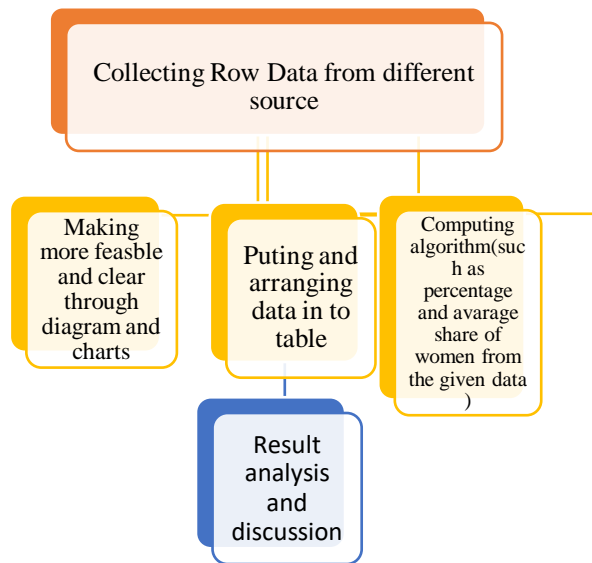 Collecting Row Data from different
source
Making
more feasble
and clear
through
diagram and
charts
Puting and
arranging
data in to
table
Computing
algorithm(suc
h as
percentage
and avarage
share of
women from
the given data
)
Result
analysis
and
discussion